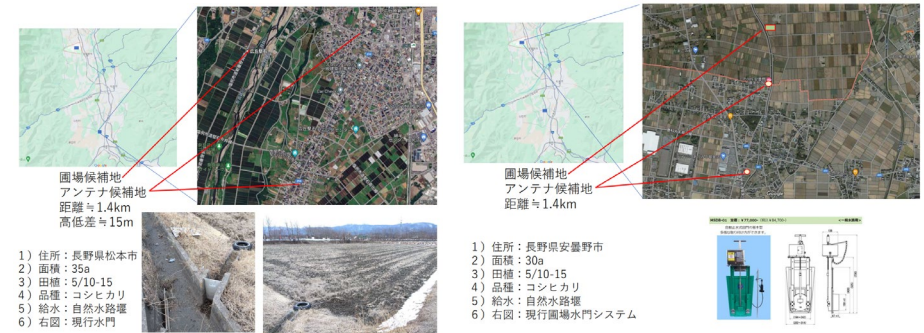 圃場候補地
アンテナ候補地
距離≒1.4km
高低差≒15m
1）住所：長野県松本市
2）面積：35a
3）田植：5/10-15
4）品種：コシヒカリ
5）給水：自然水路堰
6）右図：現行水門
圃場候補地
アンテナ候補地
距離≒1.4km
1）住所：長野県安曇野市
2）面積：30a
3）田植：5/10-15
4）品種：コシヒカリ
5）給水：自然水路堰
6）右図：現行圃場水門システム